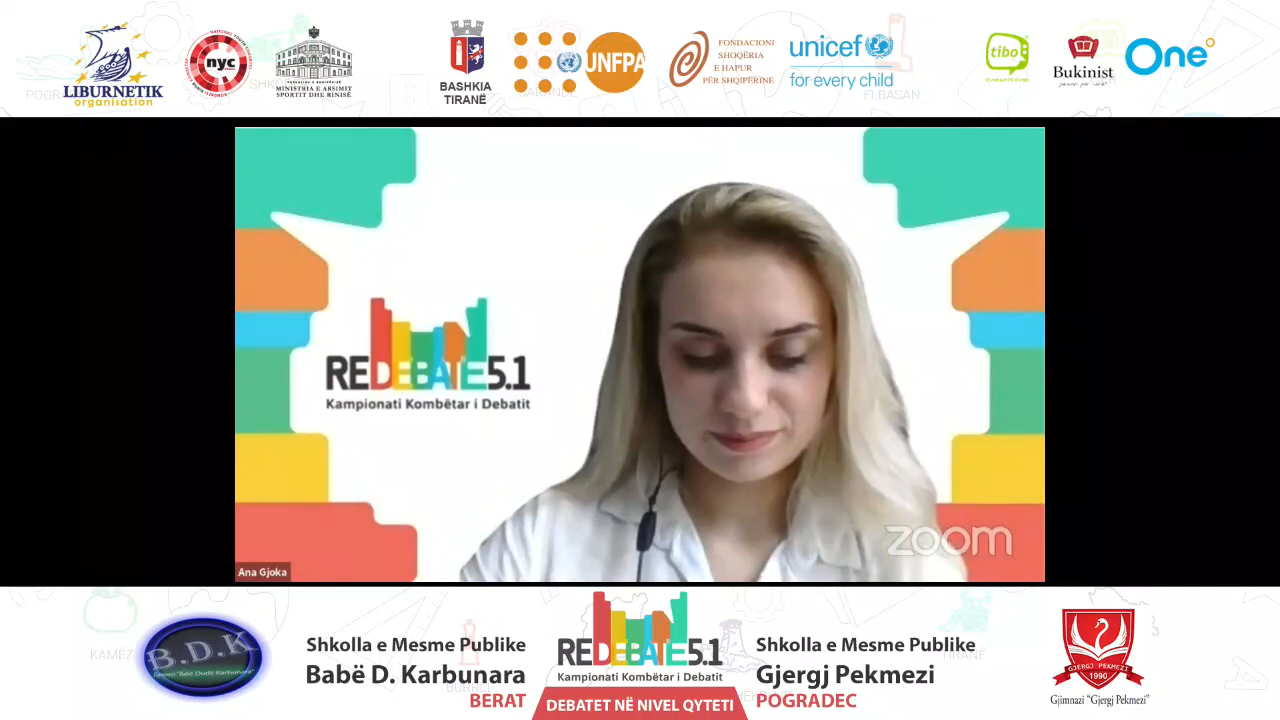 LIBURNETIK
organisation
nyc
MINISTRIA E ARSIMIT
SPORTIT DHE RINISË
BASHKIA
TIRANË
UNFPA
FONDACIONI
SHOQËRIA
E HAPUR
PËR SHQIPËRINË
unicef
for every child
tibo
Bukinist
One
ELBASAN
REDEBATE5.1
Kampionati Kombëtar i Debatit
zoom
Ana Gjoka
B.D.K
Shkolla e Mesme Publike
Babë D. Karbunara
BERAT
REDEBATE5.1
Kampionati Kombëtar i Debatit
DEBATET NË NIVEL QYTETI
Shkolla e Mesme Publike
Gjergj Pekmezi
POGRADEC
GJERGJ PEKMEZI
1990
Gjimnazi "Gjergj Pekmezi"